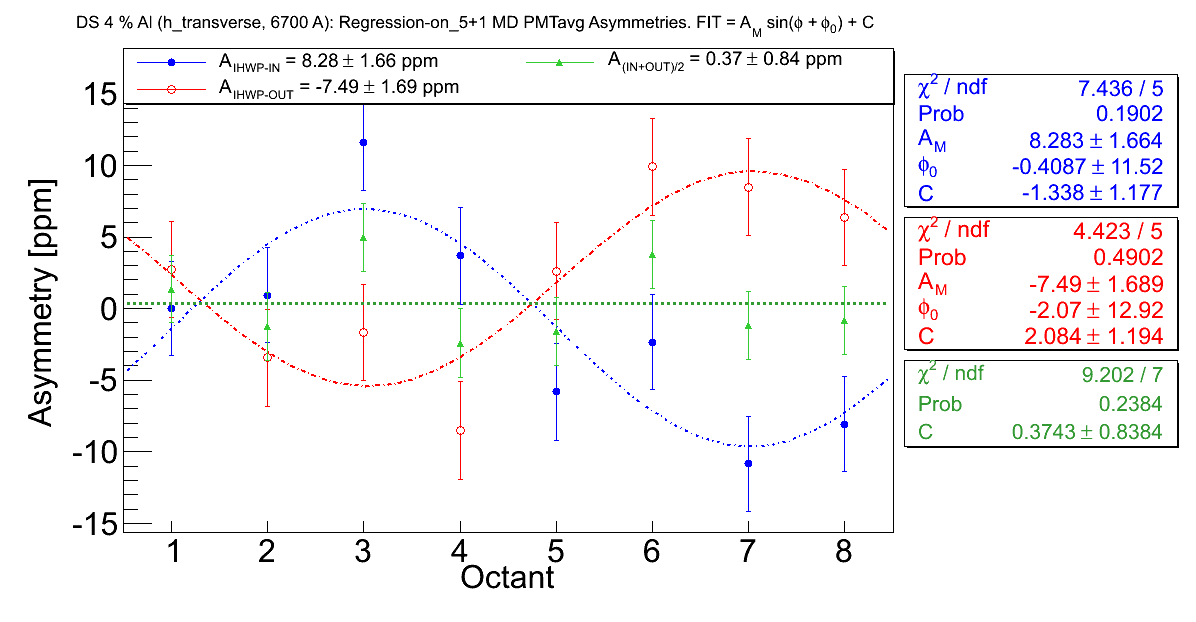 DS 4 % Al (h_transverse, 6700 A): Regression-on_5+1 MD PMTavg Asymmetries. FIT = A_M sin(ϕ + ϕ_0) + C
A_IHWP-IN = 8.28 ± 1.66 ppm
A_(IN+OUT)/2 = 0.37 ± 0.84 ppm
A_IHWP-OUT = -7.49 ± 1.69 ppm
15
10
5
0
-5
-10
-15
Asymmetry [ppm]
1 2 3 4 5 6 7 8
Octant
χ² / ndf 7.436 / 5
Prob 0.1902
A_M 8.283 ± 1.664
ϕ_0 -0.4087 ± 11.52
C -1.338 ± 1.177
χ² / ndf 4.423 / 5
Prob 0.4902
A_M -7.49 ± 1.689
ϕ_0 -2.07 ± 12.92
C 2.084 ± 1.194
χ² / ndf 9.202 / 7
Prob 0.2384
C 0.3743 ± 0.8384